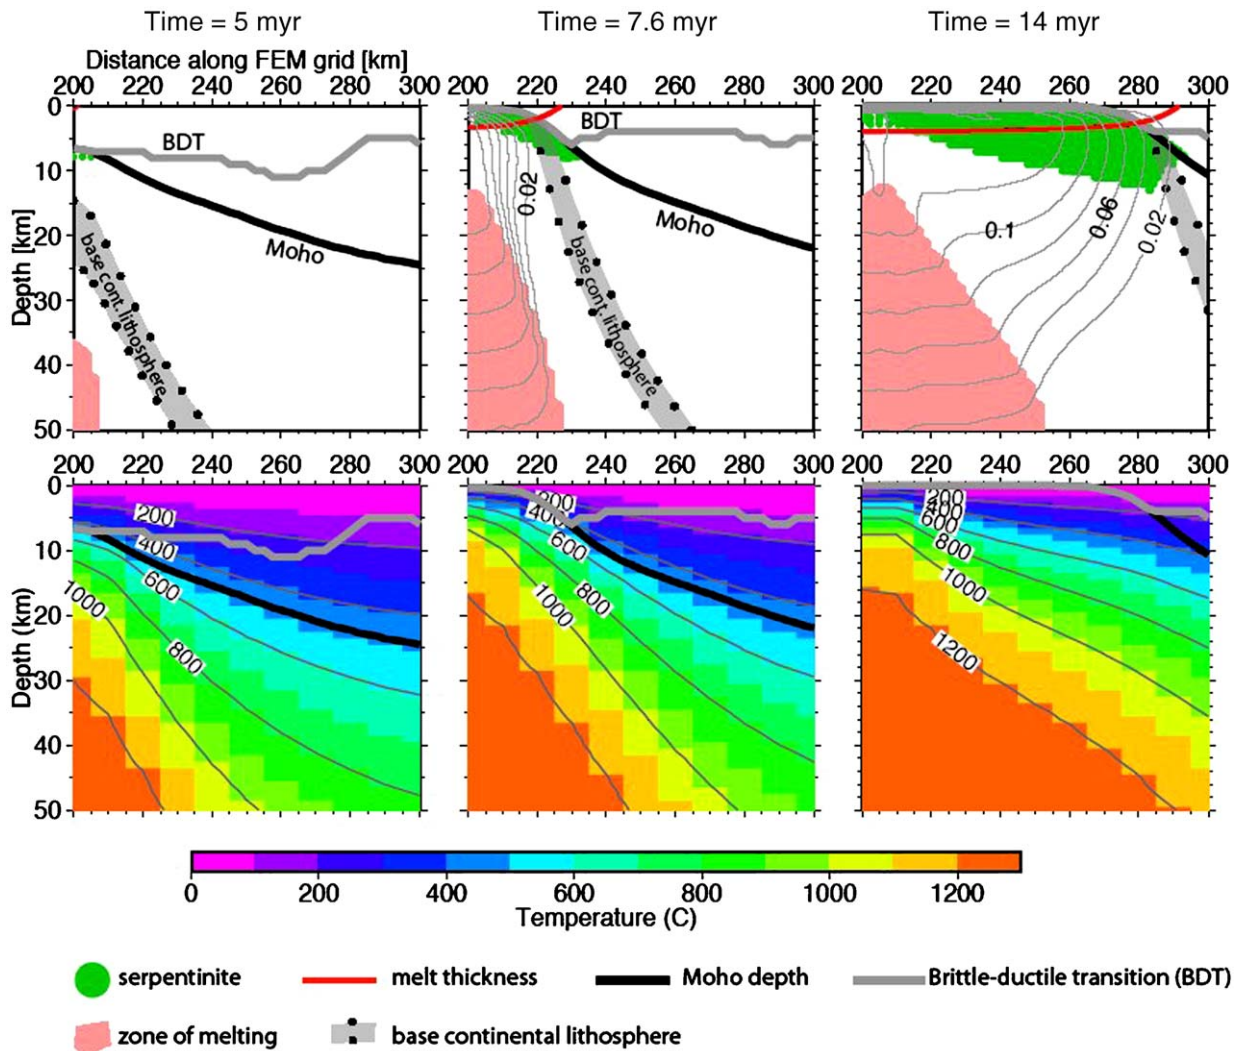 Time = 5 myr
Time = 7.6 myr
Time = 14 myr
Distance along FEM grid [km]
200 220 240 260 280 300
200 220 240 260 280 300
200 220 240 260 280 300
Depth [km]
0
10
20
30
40
50
BDT
Moho
base cont. lithosphere
BDT
0.02
Moho
base cont. lithosphere
0.1
0.06
0.02
200 220 240 260 280 300
200 220 240 260 280 300
200 220 240 260 280 300
Depth (km)
0
10
20
30
40
50
200
400
600
800
1000
200
400
600
800
1000
200
400
600
800
1000
1200
0 200 400 600 800 1000 1200
Temperature (C)
serpentinite
melt thickness
Moho depth
Brittle-ductile transition (BDT)
zone of melting
base continental lithosphere